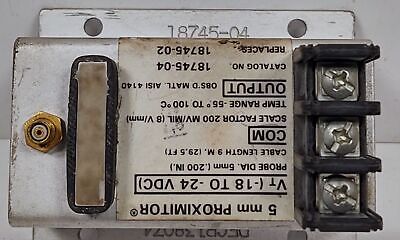 5 mm PROXIMITOR®
VT (-18 TO -24 VDC)
PROBE DIA. 5mm (.200 IN.)
CABLE LENGTH 9 M (29.5 FT)
COM
SCALE FACTOR 200 MV/MIL (8 V/mm)
TEMP RANGE-55° TO 100°C
OUTPUT OBS'D MATL. AISI 4140
CATALOG NO. 18745-04
REPLACES: 18745-02
18745-04